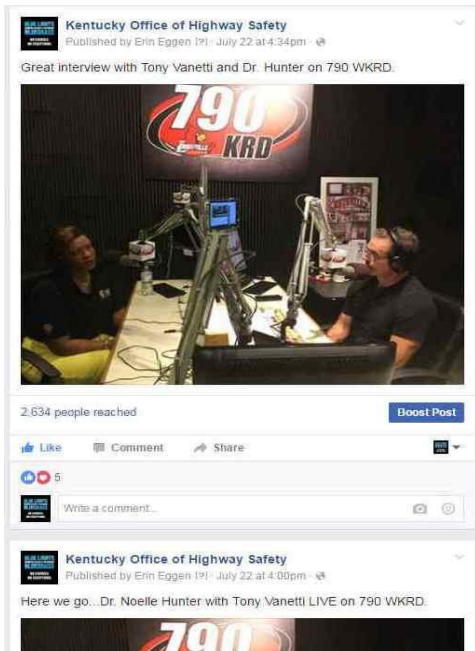 Kentucky Office of Highway Safety
Published by Erin Eggen [?] · July 22 at 4:34pm ·
Great interview with Tony Vanetti and Dr. Hunter on 790 WKRD.
790
KRD
2,634 people reached
Boost Post
Like Comment Share
5
Write a comment...
Kentucky Office of Highway Safety
Published by Erin Eggen [?] · July 22 at 4:00pm ·
Here we go...Dr. Noelle Hunter with Tony Vanetti LIVE on 790 WKRD.
790